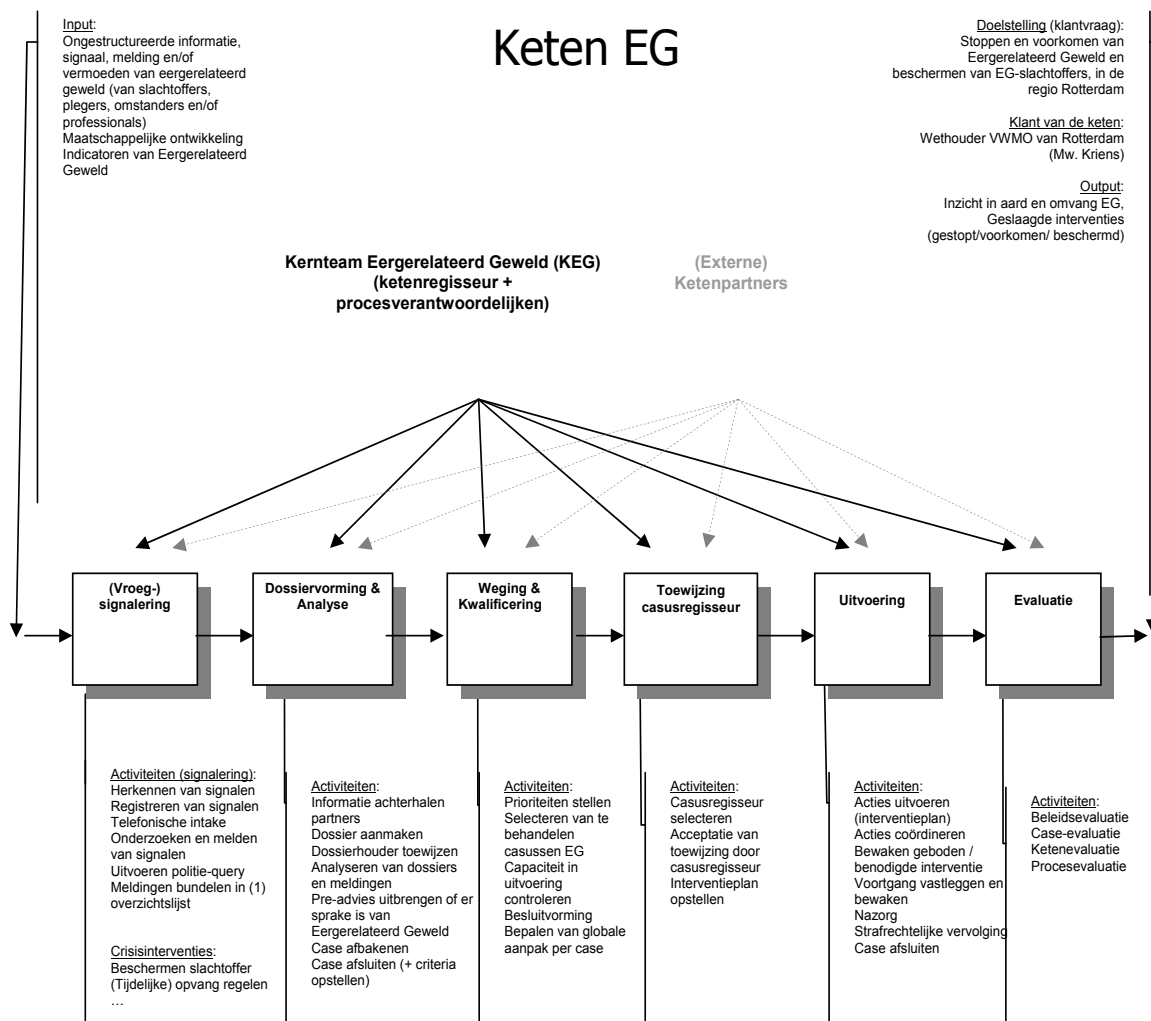 Input:
Ongestructureerde informatie,
signaal, melding en/of
vermoeden van eergerelateerd
geweld (van slachtoffers,
plegers, omstanders en/of
professionals)
Maatschappelijke ontwikkeling
Indicatoren van Eergerelateerd
Geweld
Keten EG
Doelstelling (klantvraag):
Stoppen en voorkomen van
Eergerelateerd Geweld en
beschermen van EG-slachtoffers, in de
regio Rotterdam
Klant van de keten:
Wethouder VWMO van Rotterdam
(Mw. Kriens)
Output:
Inzicht in aard en omvang EG,
Geslaagde interventies
(gestopt/voorkomen/ beschermd)
Kernteam Eergerelateerd Geweld (KEG)
(ketenregisseur +
procesverantwoordelijken)
(Externe)
Ketenpartners
(Vroeg-)
signalering
Dossiervorming &
Analyse
Weging &
Kwalificering
Toewijzing
casusregisseur
Uitvoering
Evaluatie
Activiteiten (signalering):
Herkennen van signalen
Registreren van signalen
Telefonische intake
Onderzoeken en melden
van signalen
Uitvoeren politie-query
Meldingen bundelen in (1)
overzichtslijst
Crisisinterventies:
Beschermen slachtoffer
(Tijdelijke) opvang regelen
…
Activiteiten:
Informatie achterhalen
partners
Dossier aanmaken
Dossierhouder toewijzen
Analyseren van dossiers
en meldingen
Pre-advies uitbrengen of er
sprake is van
Eergerelateerd Geweld
Case afbakenen
Case afsluiten (+ criteria
opstellen)
Activiteiten:
Prioriteiten stellen
Selecteren van te
behandelen
casussen EG
Capaciteit in
uitvoering
controleren
Besluitvorming
Bepalen van globale
aanpak per case
Activiteiten:
Casusregisseur
selecteren
Acceptatie van
toewijzing door
casusregisseur
Interventieplan
opstellen
Activiteiten:
Acties uitvoeren
(interventieplan)
Acties coördineren
Bewaken geboden /
benodigde interventie
Voortgang vastleggen en
bewaken
Nazorg
Strafrechtelijke vervolging
Case afsluiten
Activiteiten:
Beleidsevaluatie
Case-evaluatie
Ketenevaluatie
Procesevaluatie